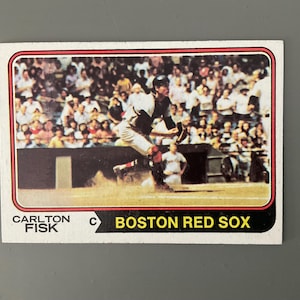 CARLTON
FISK
C
BOSTON RED SOX